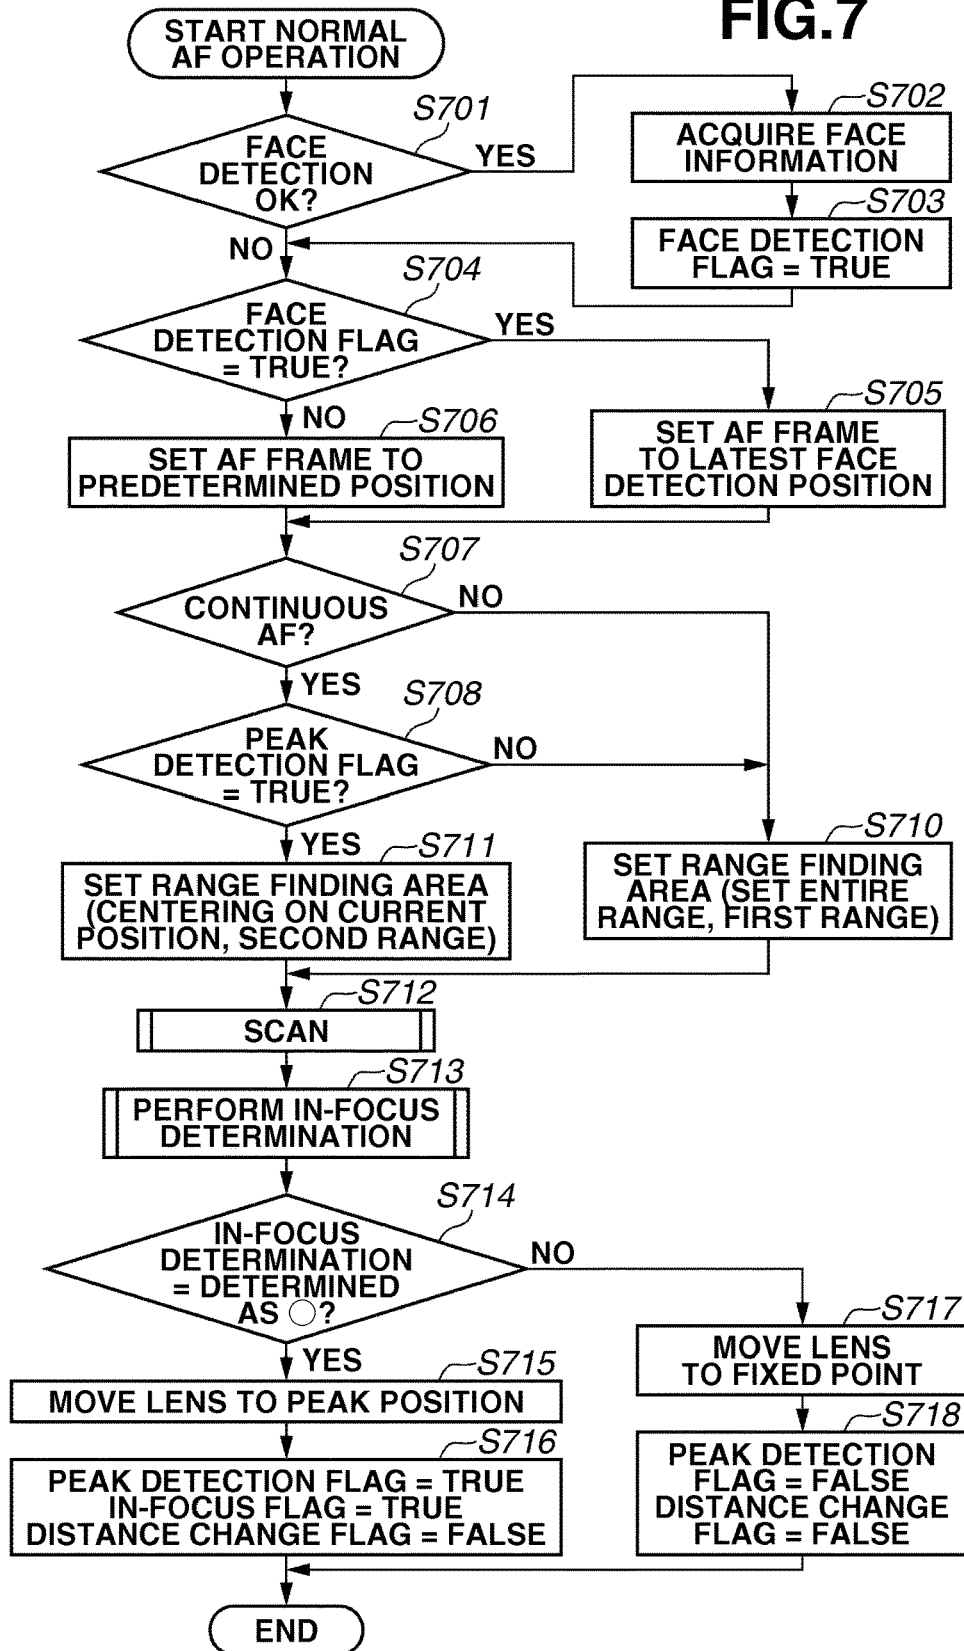 FIG.7
START NORMAL
AF OPERATION
S701
FACE
DETECTION
OK?
YES
S702
ACQUIRE FACE
INFORMATION
S703
FACE DETECTION
FLAG = TRUE
NO
S704
FACE
DETECTION FLAG
= TRUE?
YES
S705
SET AF FRAME
TO LATEST FACE
DETECTION POSITION
NO
S706
SET AF FRAME TO
PREDETERMINED POSITION
S707
CONTINUOUS
AF?
NO
YES
S708
PEAK
DETECTION FLAG
= TRUE?
NO
S710
SET RANGE FINDING
AREA (SET ENTIRE
RANGE, FIRST RANGE)
YES
S711
SET RANGE FINDING AREA
(CENTERING ON CURRENT
POSITION, SECOND RANGE)
S712
SCAN
S713
PERFORM IN-FOCUS
DETERMINATION
S714
IN-FOCUS
DETERMINATION
= DETERMINED
AS ○?
NO
S717
MOVE LENS
TO FIXED POINT
S718
PEAK DETECTION
FLAG = FALSE
DISTANCE CHANGE
FLAG = FALSE
YES
S715
MOVE LENS TO PEAK POSITION
S716
PEAK DETECTION FLAG = TRUE
IN-FOCUS FLAG = TRUE
DISTANCE CHANGE FLAG = FALSE
END